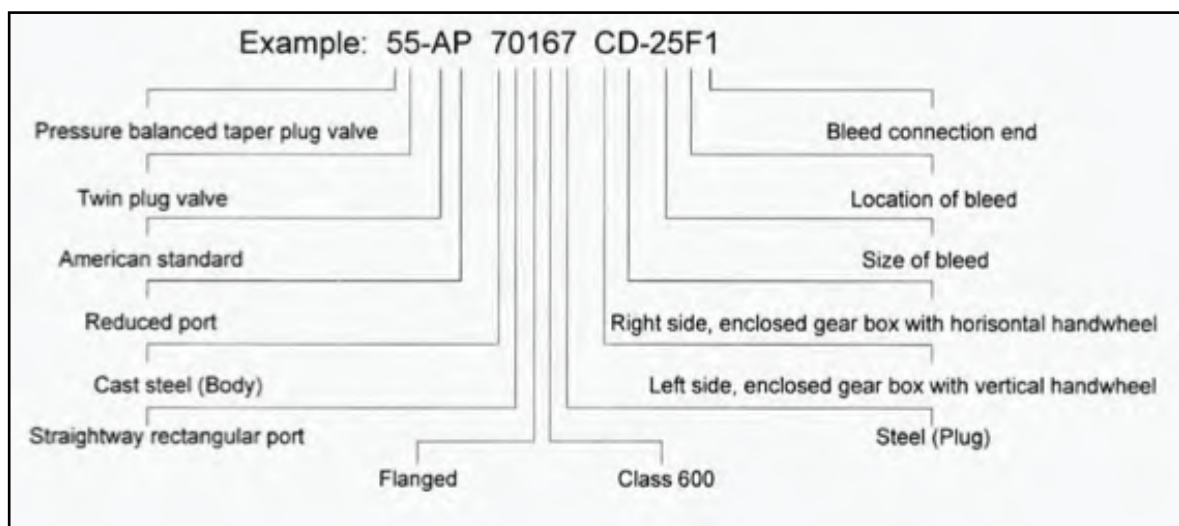 Example: 55-AP 70167 CD-25F1
Pressure balanced taper plug valve
Bleed connection end
Twin plug valve
Location of bleed
American standard
Size of bleed
Reduced port
Right side, enclosed gear box with horisontal handwheel
Cast steel (Body)
Left side, enclosed gear box with vertical handwheel
Straightway rectangular port
Steel (Plug)
Flanged
Class 600